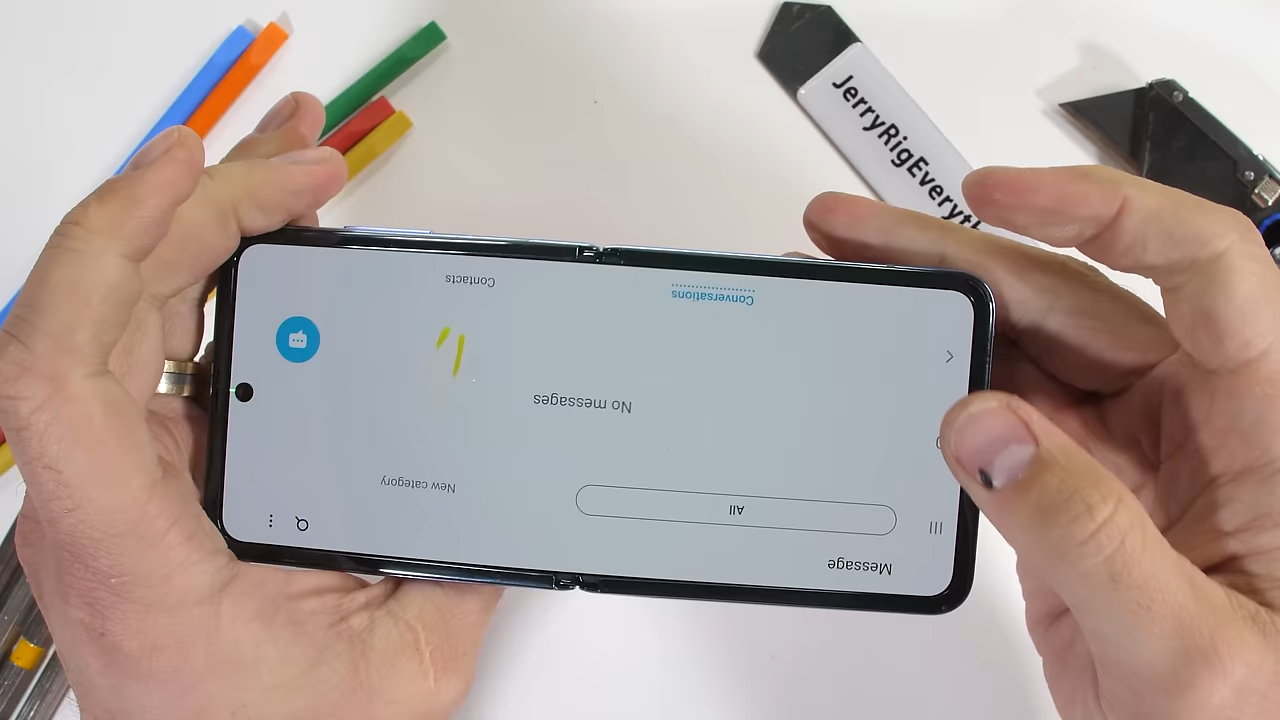 JerryRigEveryth
Message
All
New category
No messages
Conversations
Contacts